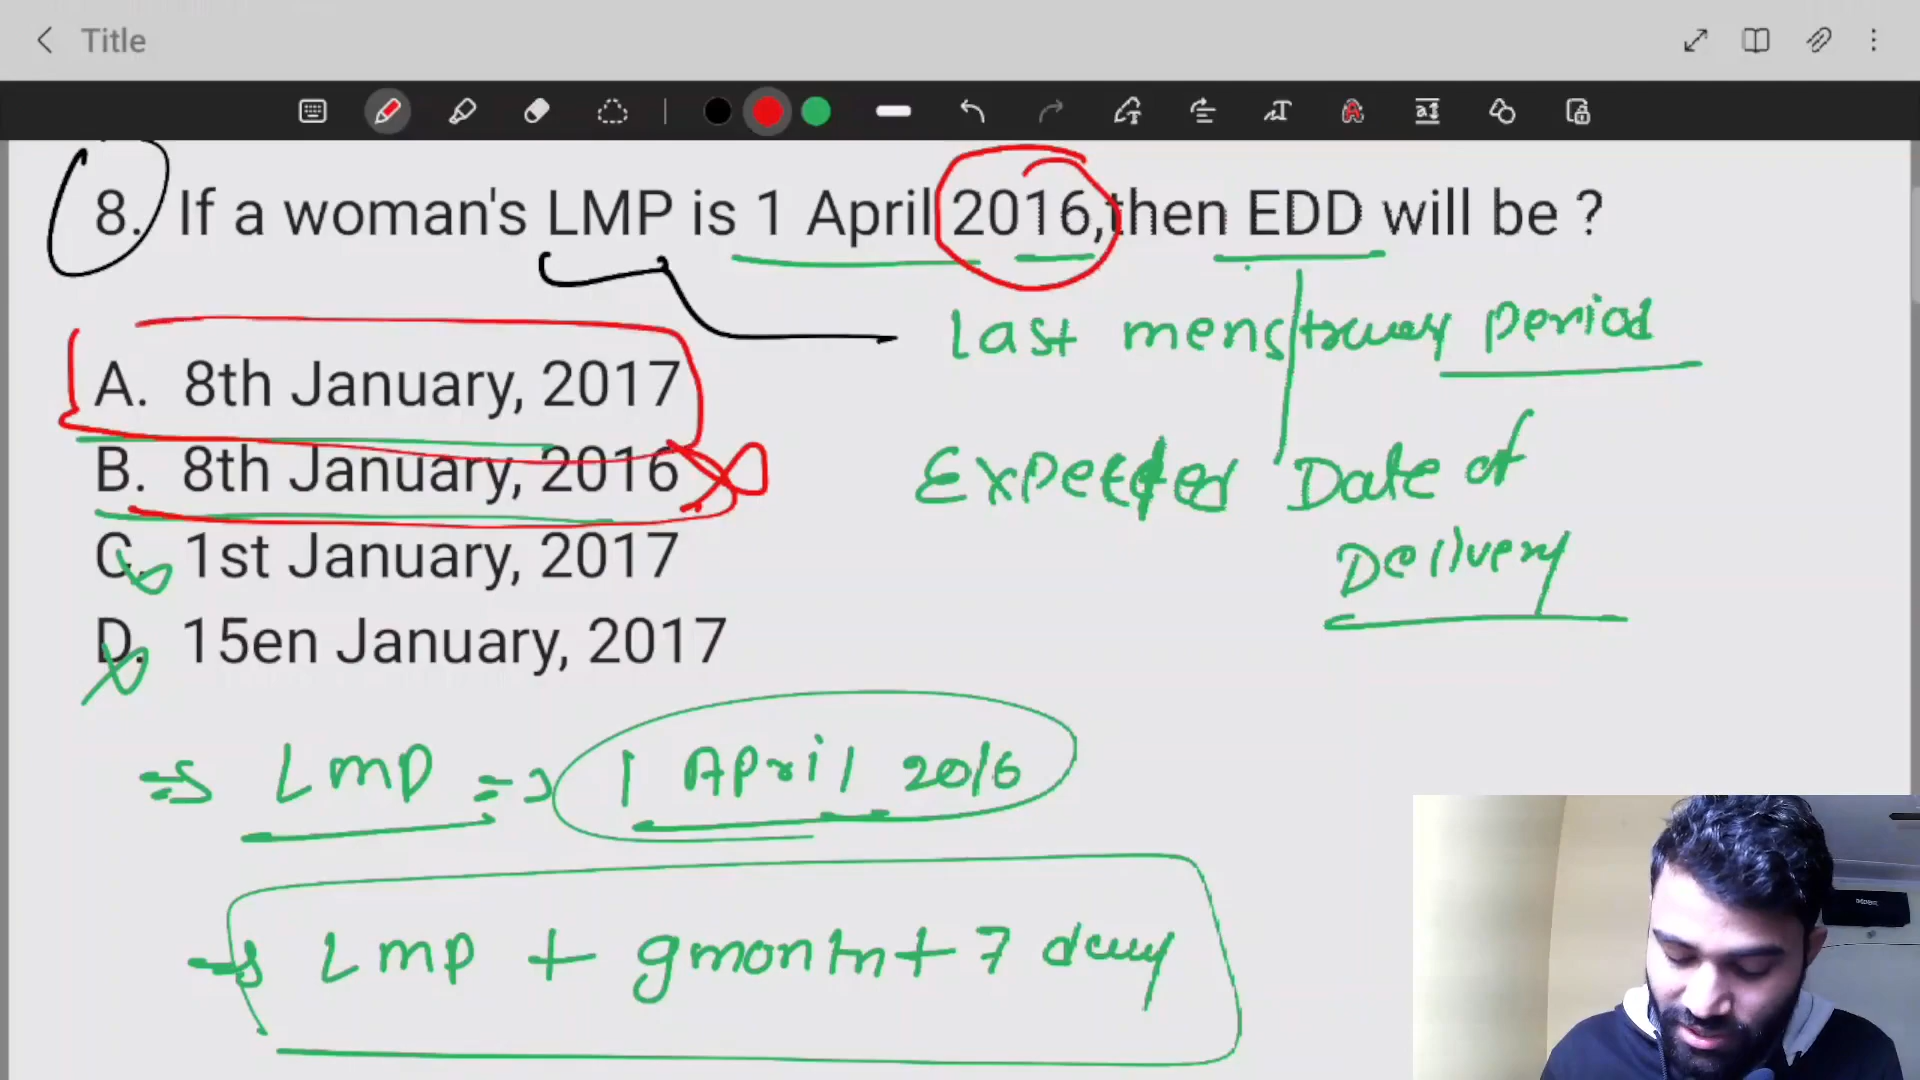 Title
8. If a woman's LMP is 1 April 2016,then EDD will be ?
Last menstruay period
A. 8th January, 2017
B. 8th January, 2016
Expected Date of
Delivery
C. 1st January, 2017
D. 15en January, 2017
⇒ Lmp ⇒ 1 April 2016
⇒ Lmp + 9month + 7 day